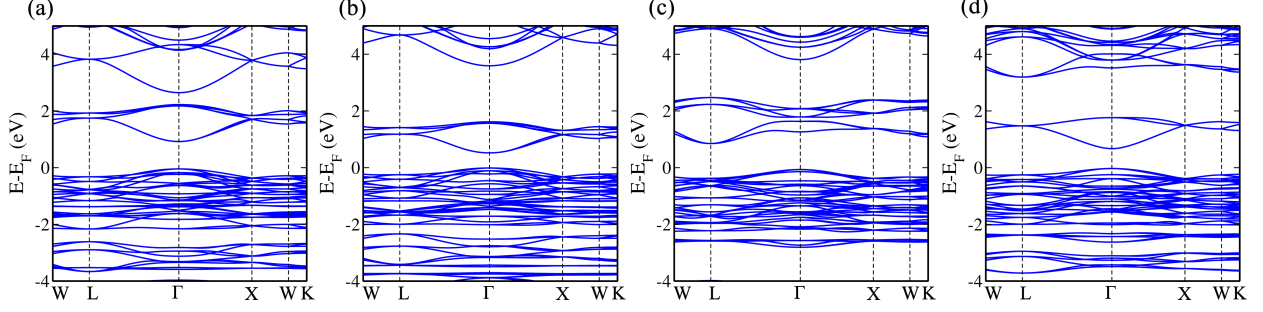 (a) (b) (c) (d)
4 4 4 4
2 2 2 2
0 0 0 0
-2 -2 -2 -2
-4 -4 -4 -4
E-E_F (eV) E-E_F (eV) E-E_F (eV) E-E_F (eV)
W L Γ X W K W L Γ X W K W L Γ X W K W L Γ X W K